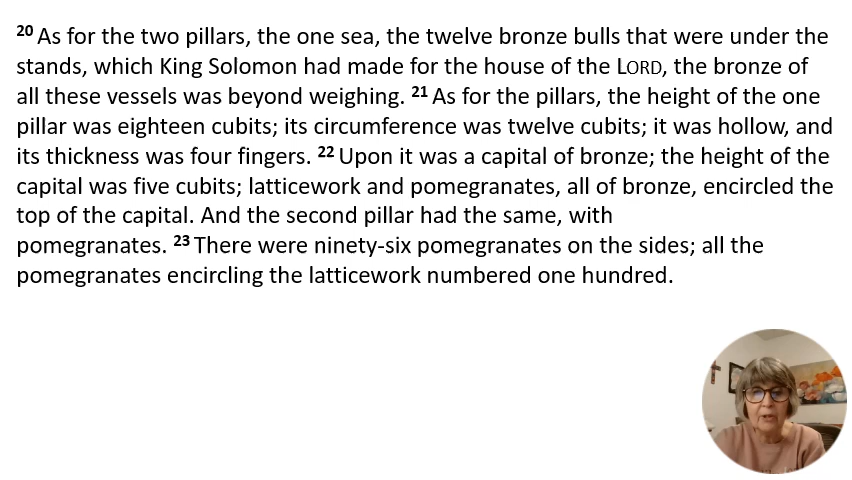 20 As for the two pillars, the one sea, the twelve bronze bulls that were under the
stands, which King Solomon had made for the house of the LORD, the bronze of
all these vessels was beyond weighing. 21 As for the pillars, the height of the one
pillar was eighteen cubits; its circumference was twelve cubits; it was hollow, and
its thickness was four fingers. 22 Upon it was a capital of bronze; the height of the
capital was five cubits; latticework and pomegranates, all of bronze, encircled the
top of the capital. And the second pillar had the same, with
pomegranates. 23 There were ninety-six pomegranates on the sides; all the
pomegranates encircling the latticework numbered one hundred.